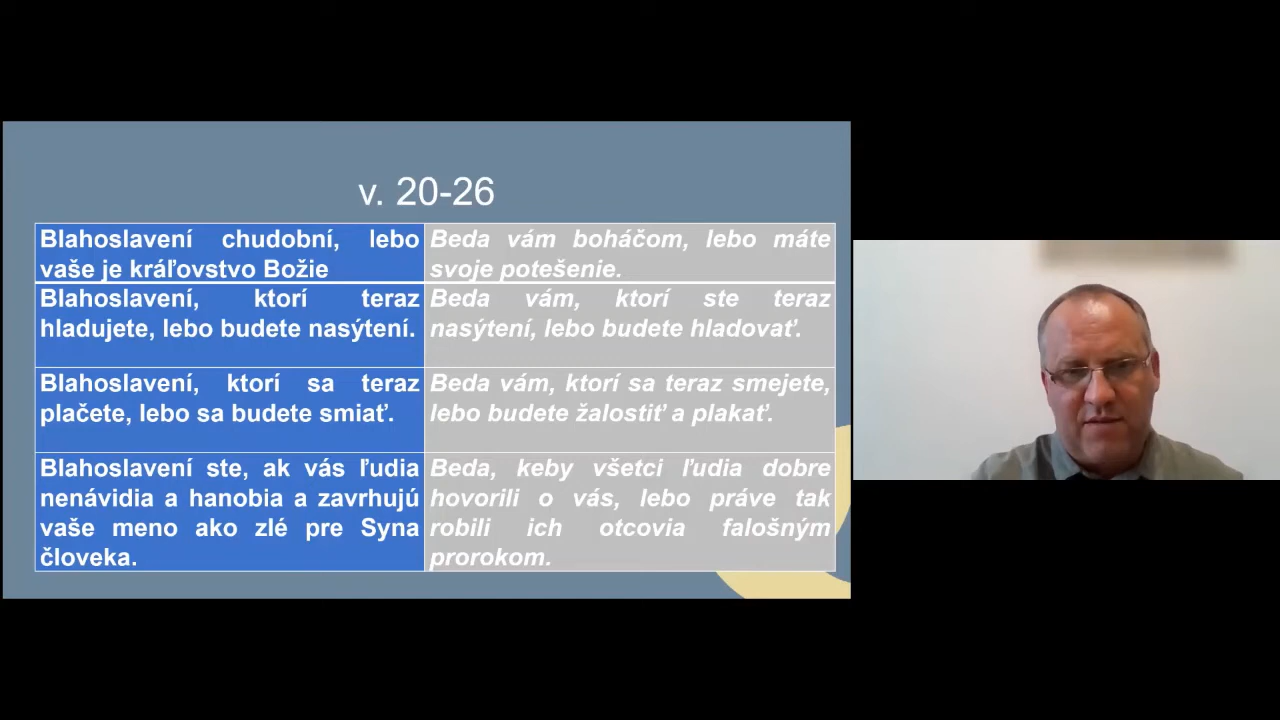 v. 20-26
Blahoslavení chudobní, lebo
vaše je kráľovstvo Božie
Beda vám boháčom, lebo máte
svoje potešenie.
Blahoslavení, ktorí teraz
hladujete, lebo budete nasýtení.
Beda vám, ktorí ste teraz
nasýtení, lebo budete hladovať.
Blahoslavení, ktorí sa teraz
plačete, lebo sa budete smiať.
Beda vám, ktorí sa teraz smejete,
lebo budete žalostiť a plakať.
Blahoslavení ste, ak vás ľudia
nenávidia a hanobia a zavrhujú
vaše meno ako zlé pre Syna
človeka.
Beda, keby všetci ľudia dobre
hovorili o vás, lebo práve tak
robili ich otcovia falošným
prorokom.